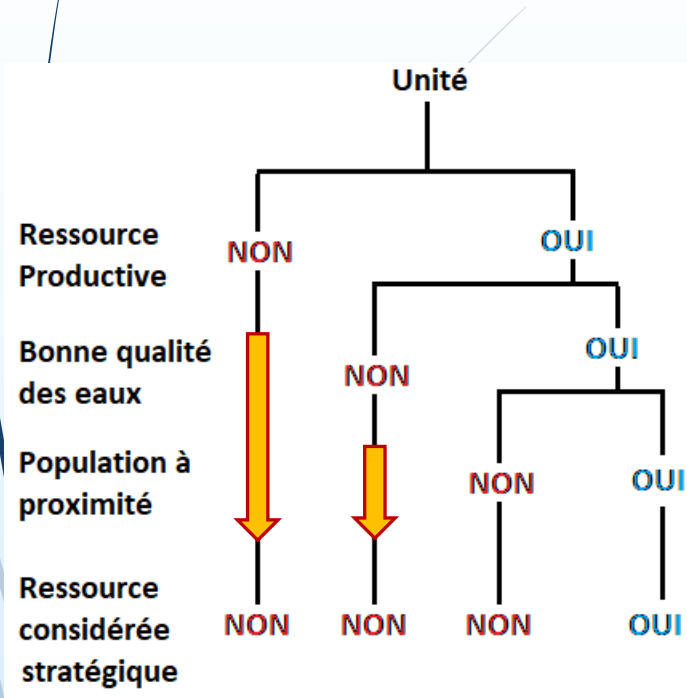 Unité
Ressource
Productive
NON
OUI
Bonne qualité
des eaux
NON
OUI
Population à
proximité
NON
OUI
Ressource
considérée
stratégique
NON
NON
NON
OUI